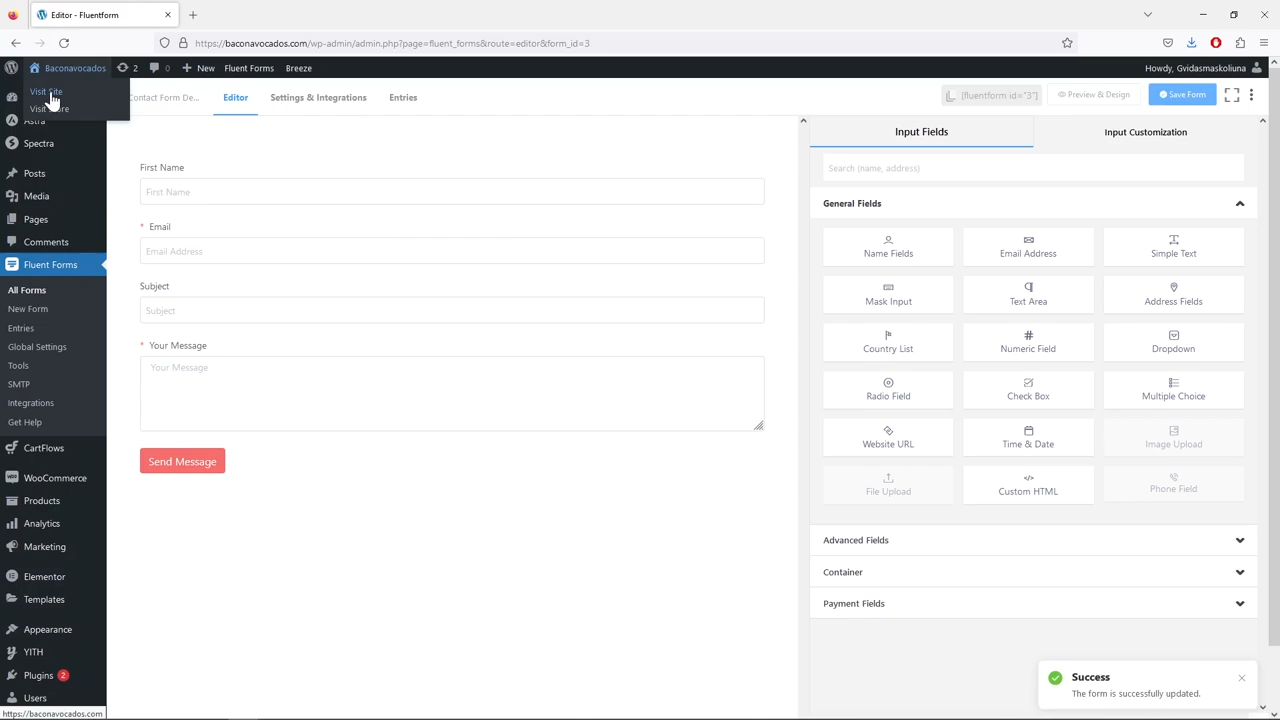 Editor - Fluentform
https://baconavocados.com/wp-admin/admin.php?page=fluent_forms&route=editor&form_id=3
Baconavocados
2
0
New
Fluent Forms
Breeze
Howdy, Gvidasmaskoliuna
Visit Site
Contact Form De...
Editor
Settings & Integrations
Entries
[fluentform id="3"]
Preview & Design
Save Form
Astra
Spectra
Posts
Media
Pages
Comments
Fluent Forms
All Forms
New Form
Entries
Global Settings
Tools
SMTP
Integrations
Get Help
CartFlows
WooCommerce
Products
Analytics
Marketing
Elementor
Templates
Appearance
YITH
Plugins 2
Users
https://baconavocados.com
First Name
First Name
* Email
Email Address
Subject
Subject
* Your Message
Your Message
Send Message
Input Fields
Input Customization
Search (name, address)
General Fields
Name Fields
Email Address
Simple Text
Mask Input
Text Area
Address Fields
Country List
Numeric Field
Dropdown
Radio Field
Check Box
Multiple Choice
Website URL
Time & Date
Image Upload
File Upload
Custom HTML
Phone Field
Advanced Fields
Container
Payment Fields
Success
The form is successfully updated.